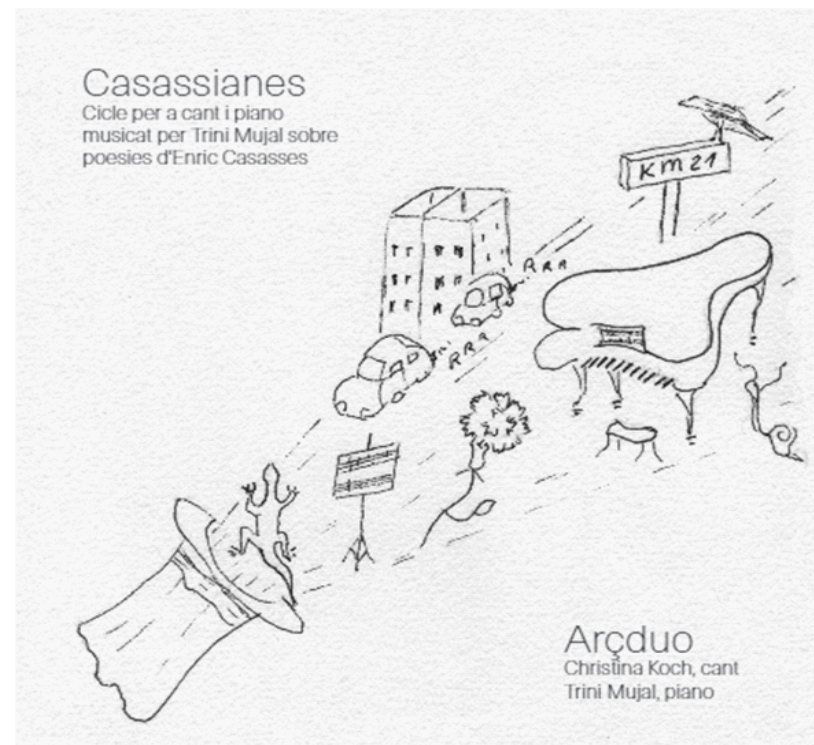 Casassianes
Cicle per a cant i piano
musicat per Trini Mujal sobre
poesies d'Enric Casasses
KM 21
RRR
RRR
Arçduo
Christina Koch, cant
Trini Mujal, piano